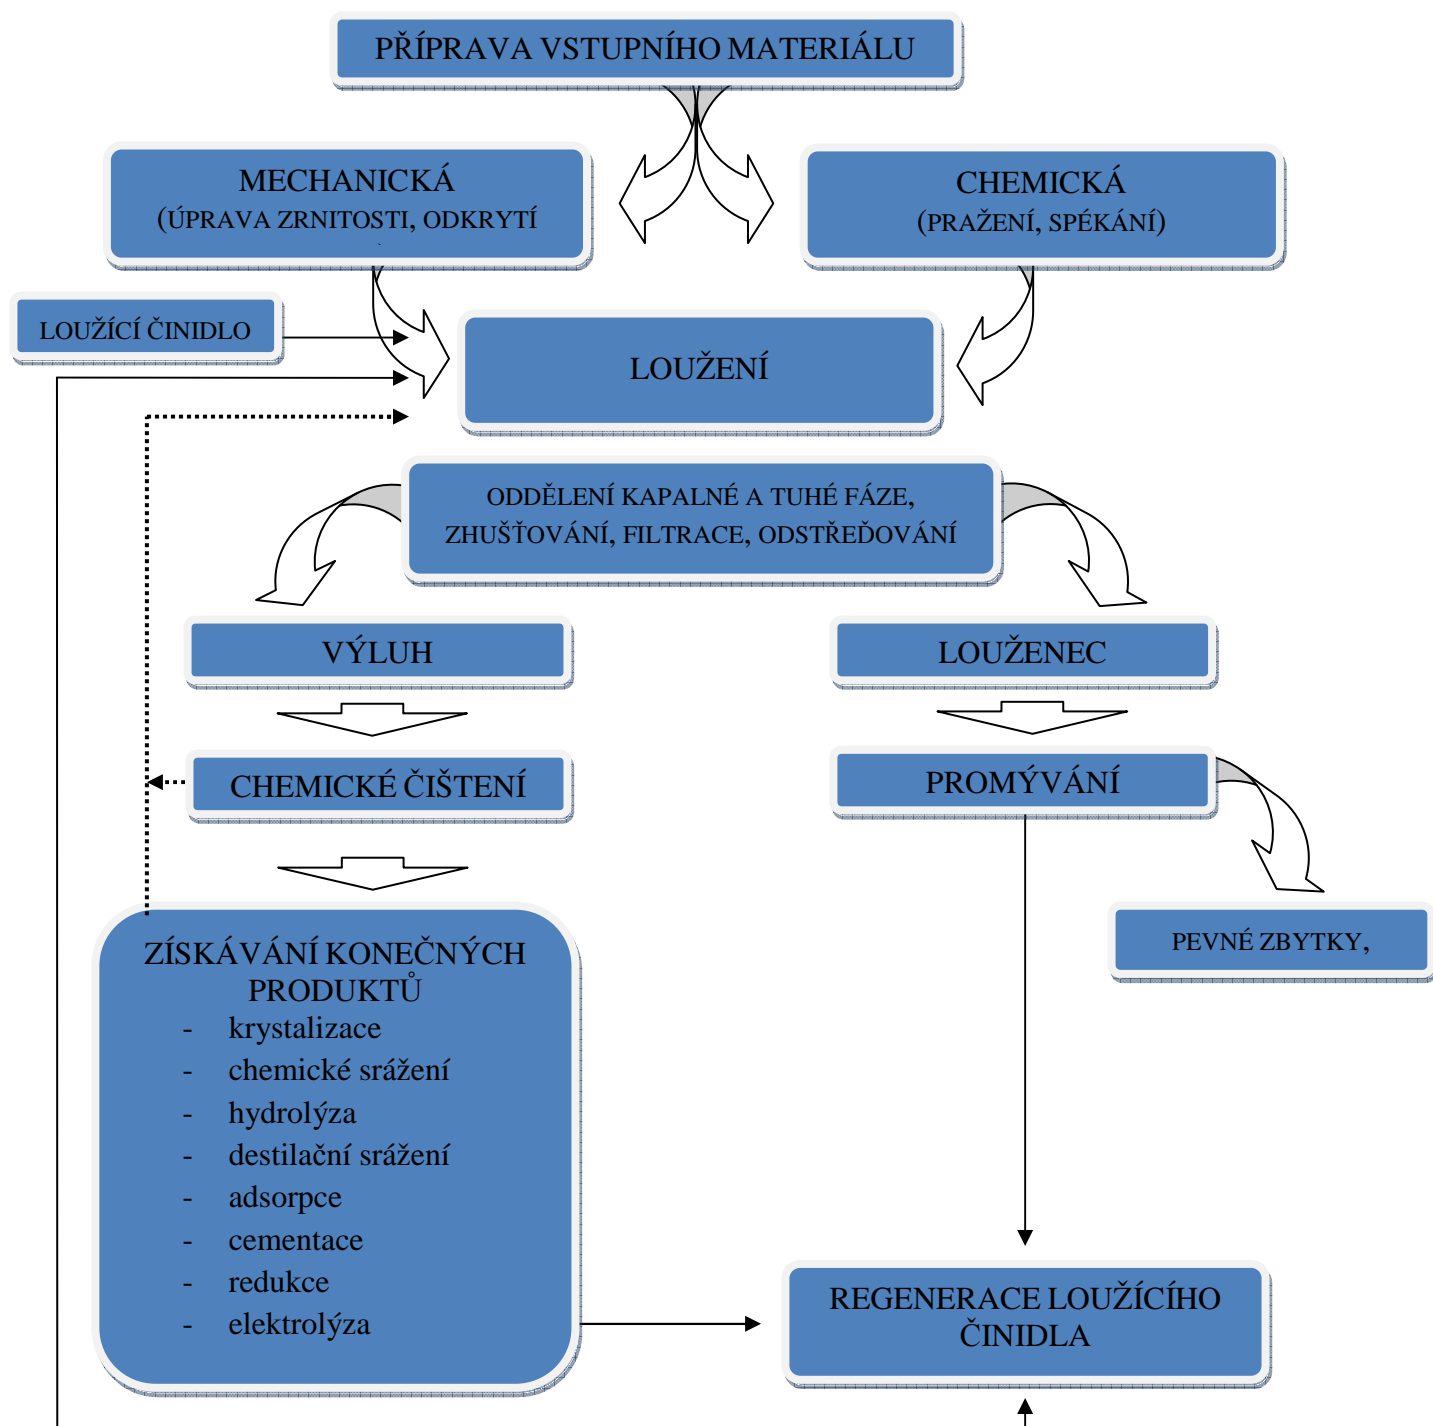 PŘÍPRAVA VSTUPNÍHO MATERIÁLU
MECHANICKÁ
(ÚPRAVA ZRNITOSTI, ODKRYTÍ
CHEMICKÁ
(PRAŽENÍ, SPÉKÁNÍ)
LOUŽÍCÍ ČINIDLO
LOUŽENÍ
ODDĚLENÍ KAPALNÉ A TUHÉ FÁZE,
ZHUŠŤOVÁNÍ, FILTRACE, ODSTŘEĎOVÁNÍ
VÝLUH
LOUŽENEC
CHEMICKÉ ČIŠTENÍ
PROMÝVÁNÍ
PEVNÉ ZBYTKY,
ZÍSKÁVÁNÍ KONEČNÝCH
PRODUKTŮ
- krystalizace
- chemické srážení
- hydrolýza
- destilační srážení
- adsorpce
- cementace
- redukce
- elektrolýza
REGENERACE LOUŽÍCÍHO
ČINIDLA